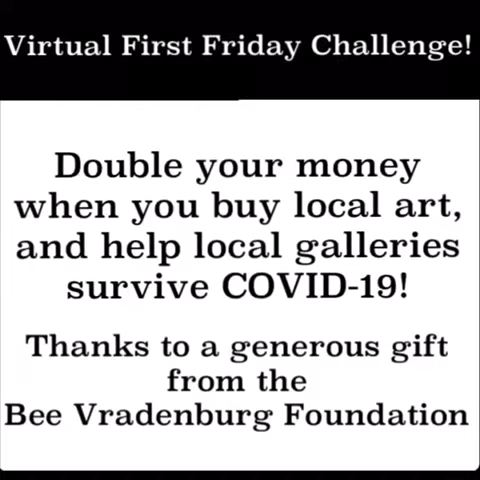 Virtual First Friday Challenge!
Double your money
when you buy local art,
and help local galleries
survive COVID-19!
Thanks to a generous gift
from the
Bee Vradenburg Foundation